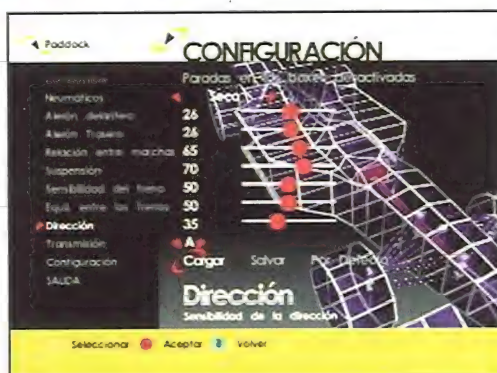 Paddock
CONFIGURACIÓN
Paradas en boxes desactivadas
Neumáticos Seco
Alerón delantero 26
Alerón Trasero 26
Relación entre marchas 65
Suspensión 70
Sensibilidad del freno 50
Equil. entre los frenos 50
Dirección 35
Transmisión A
Configuración Cargar Salvar Por Defecto
SALIDA
Dirección
Sensibilidad de la dirección
Seleccionar Aceptar Volver